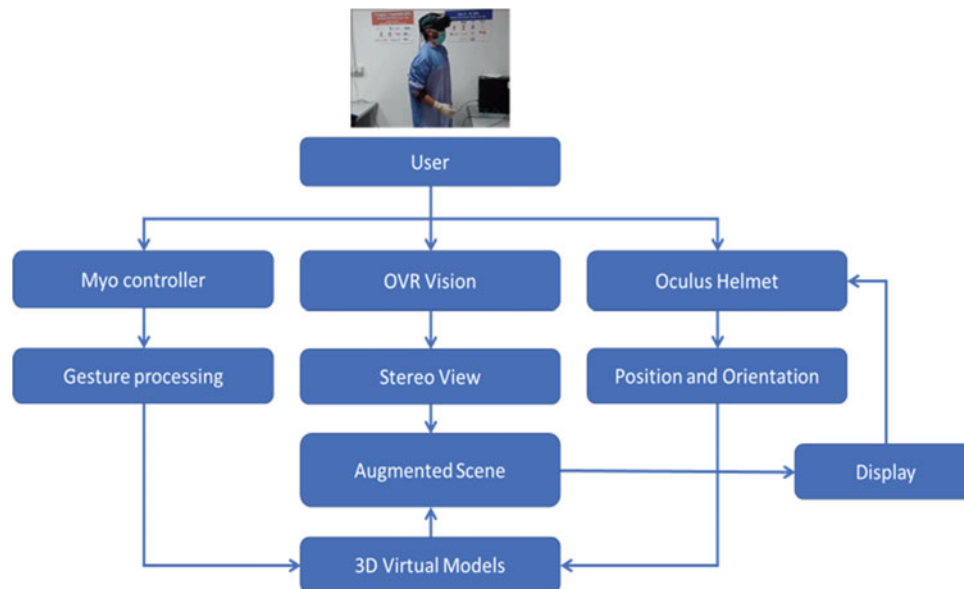 User
Myo controller
OVR Vision
Oculus Helmet
Gesture processing
Stereo View
Position and Orientation
Augmented Scene
Display
3D Virtual Models